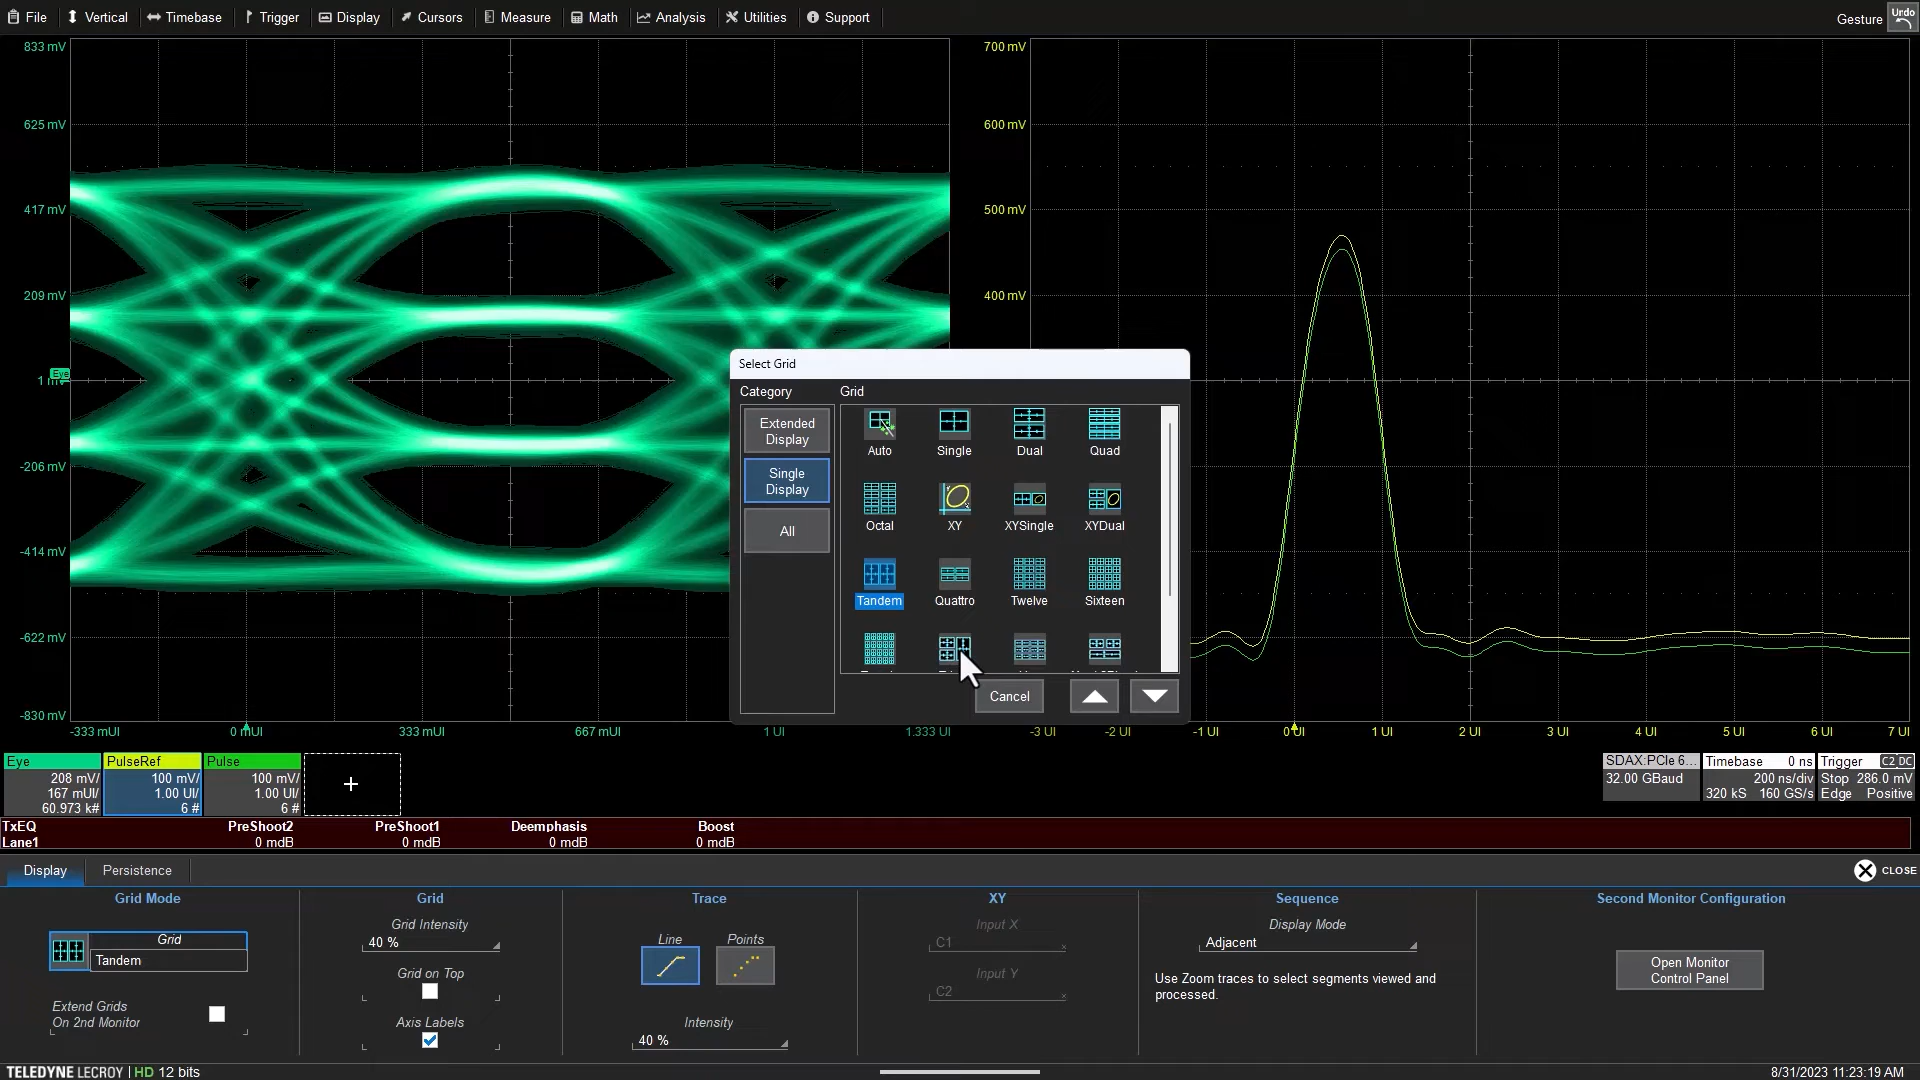 File Vertical Timebase Trigger Display Cursors Measure Math Analysis Utilities Support
Gesture Undo
833 mV
625 mV
417 mV
209 mV
-206 mV
-414 mV
-622 mV
-830 mV
Eye
-333 mUI 0 mUI 333 mUI 667 mUI 1 UI 1.333 UI
700 mV
600 mV
500 mV
400 mV
-3 UI -2 UI -1 UI 0 UI 1 UI 2 UI 3 UI 4 UI 5 UI 6 UI 7 UI
Select Grid
Category Grid
Extended
Display
Single
Display
All
Auto Single Dual Quad
Octal XY XYSingle XYDual
Tandem Quattro Twelve Sixteen
Cancel
Eye
208 mV/
167 mUI/
60.973 k#
PulseRef
100 mV/
1.00 UI/
6 #
Pulse
100 mV/
1.00 UI/
6 #
+
SDAX:PCIe 6...
32.00 GBaud
Timebase 0 ns
200 ns/div
320 kS 160 GS/s
Trigger C2 DC
Stop 286.0 mV
Edge Positive
TxEQ PreShoot2 PreShoot1 Deemphasis Boost
Lane1 0 mdB 0 mdB 0 mdB 0 mdB
Display Persistence
CLOSE
Grid Mode
Grid
Tandem
Extend Grids
On 2nd Monitor
Grid
Grid Intensity
40 %
Grid on Top
Axis Labels
Trace
Line Points
Intensity
40 %
XY
Input X
C1
Input Y
C2
Sequence
Display Mode
Adjacent
Use Zoom traces to select segments viewed and
processed.
Second Monitor Configuration
Open Monitor
Control Panel
TELEDYNE LECROY | HD 12 bits
8/31/2023 11:23:19 AM